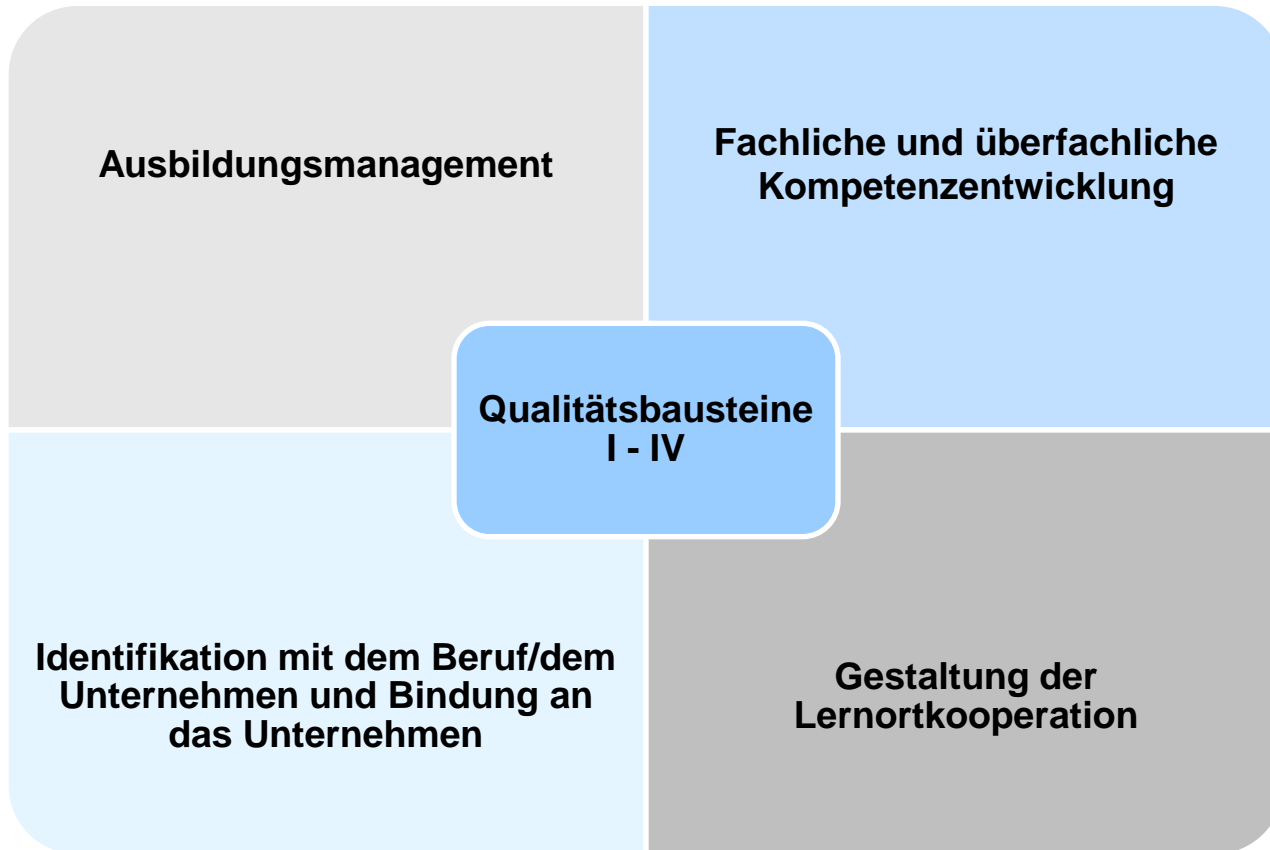 Ausbildungsmanagement
Fachliche und überfachliche
Kompetenzentwicklung
Qualitätsbausteine
I - IV
Identifikation mit dem Beruf/dem
Unternehmen und Bindung an
das Unternehmen
Gestaltung der
Lernortkooperation